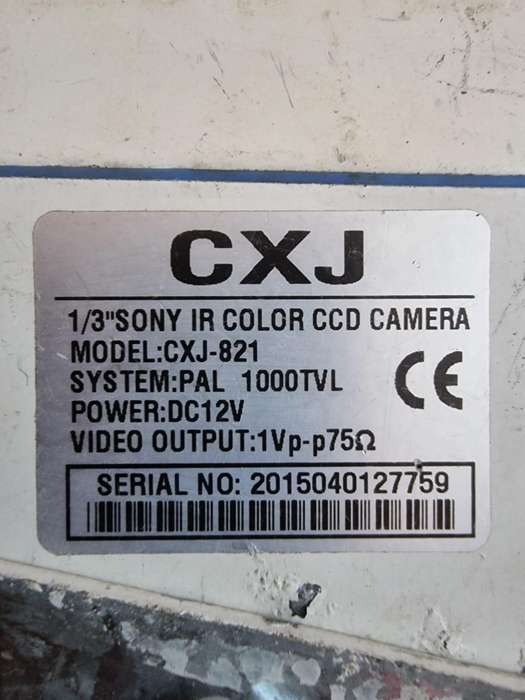 CXJ
1/3"SONY IR COLOR CCD CAMERA
MODEL:CXJ-821
SYSTEM:PAL 1000TVL
POWER:DC12V
VIDEO OUTPUT:1Vp-p75Ω
CE
SERIAL NO: 2015040127759